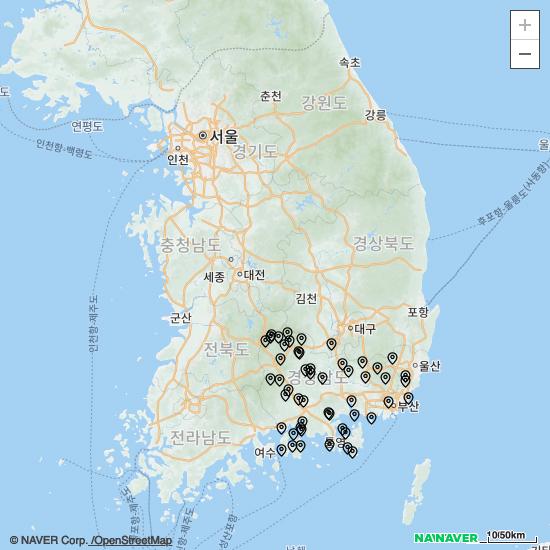 +
−
속초
춘천
강원도
강릉
도
연평도
서울
울
인천
경기도
인천항-백령도
후포항-울릉도(사동항)
충청남도
경상북도
세종
대전
김천
포항
군산
대구
인천항-제주도
전북도
울산
경상남도
부산
전라남도
여수
통영
NAVER
10/50km
© NAVER Corp. /OpenStreetMap